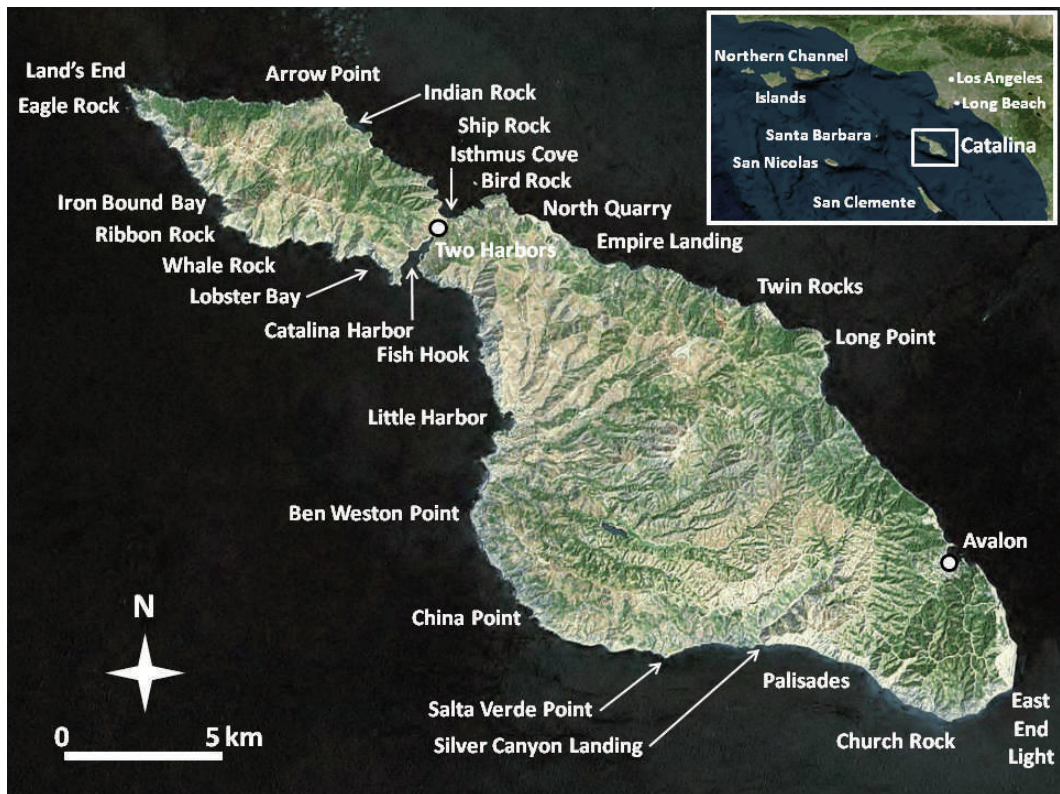 Land's End
Eagle Rock
Arrow Point
Indian Rock
Ship Rock
Isthmus Cove
Bird Rock
North Quarry
Empire Landing
Two Harbors
Iron Bound Bay
Ribbon Rock
Whale Rock
Lobster Bay
Catalina Harbor
Fish Hook
Twin Rocks
Long Point
Little Harbor
Ben Weston Point
Avalon
China Point
Salta Verde Point
Silver Canyon Landing
Palisades
Church Rock
East
End
Light
N
0 5 km
Northern Channel
Islands
Los Angeles
Long Beach
Santa Barbara
Catalina
San Nicolas
San Clemente